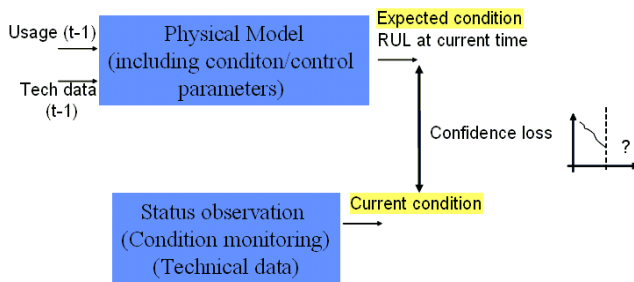 Expected condition
Usage (t-1)
Physical Model
RUL at current time
(including conditon/control
parameters)
Tech data
(t-1)
Confidence loss
?
Current condition
Status observation
(Condition monitoring)
(Technical data)